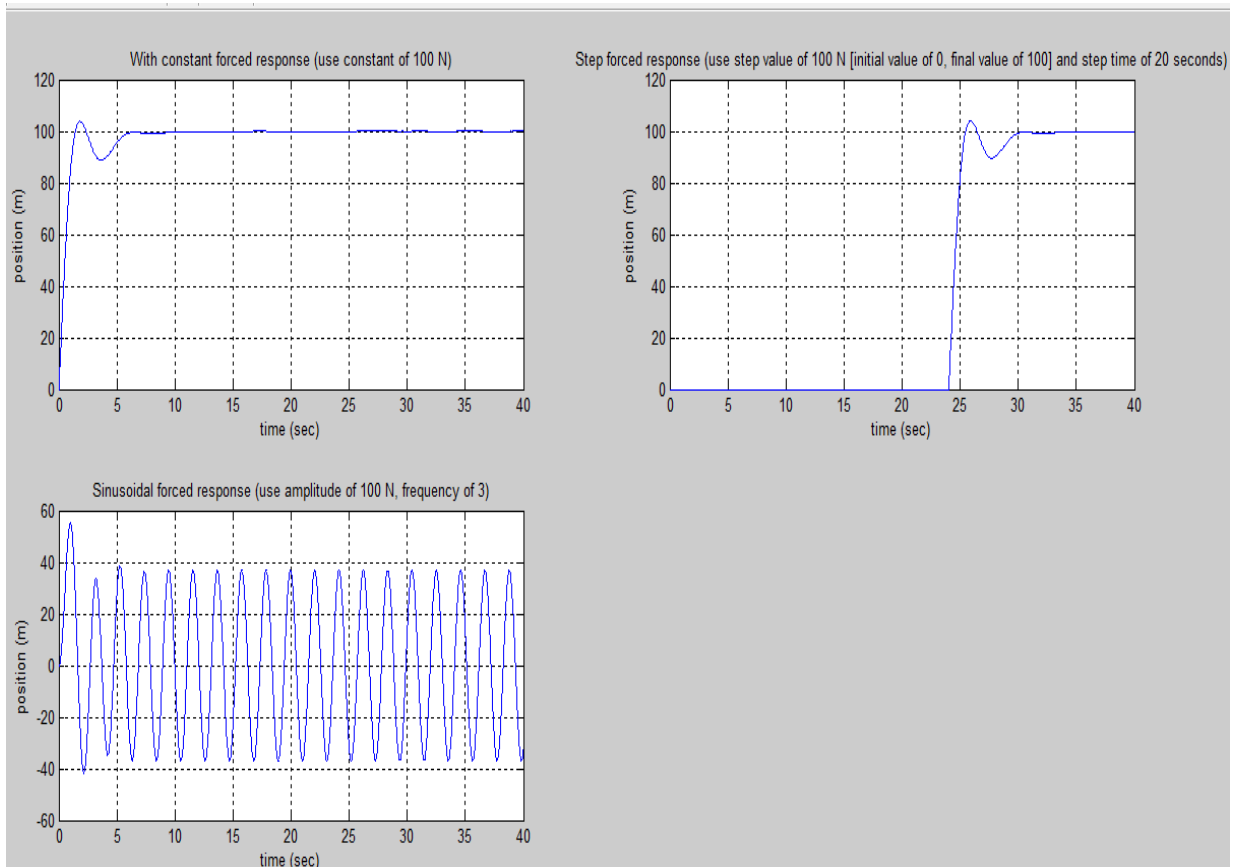 With constant forced response (use constant of 100 N)
120
100
80
60
40
20
0
position (m)
0 5 10 15 20 25 30 35 40
time (sec)
Step forced response (use step value of 100 N [initial value of 0, final value of 100] and step time of 20 seconds)
120
100
80
60
40
20
0
position (m)
0 5 10 15 20 25 30 35 40
time (sec)
Sinusoidal forced response (use amplitude of 100 N, frequency of 3)
60
40
20
0
-20
-40
-60
position (m)
0 5 10 15 20 25 30 35 40
time (sec)